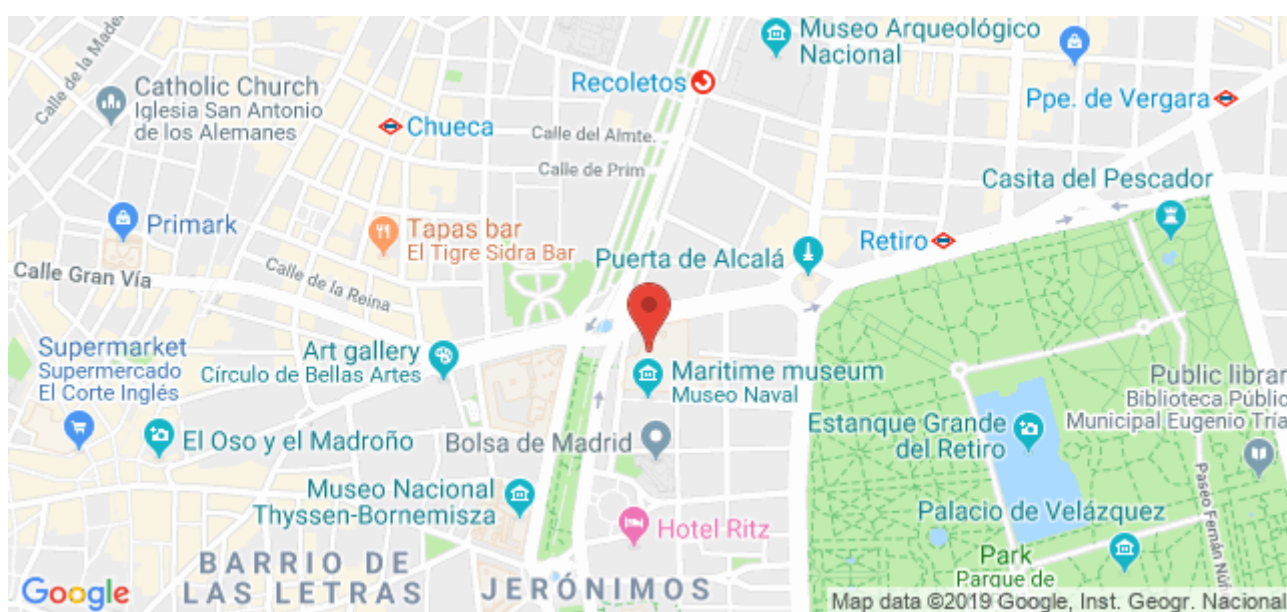 Calle de la Made
Museo Arqueológico
Nacional
Recoletos
Ppe. de Vergara
Catholic Church
Iglesia San Antonio
de los Alemanes
Chueca
Calle del Almte.
Calle de Prim
Casita del Pescador
Primark
Tapas bar
El Tigre Sidra Bar
Retiro
Puerta de Alcalá
Calle Gran Vía
Calle de la Reina
Supermarket
Supermercado
El Corte Inglés
Art gallery
Círculo de Bellas Artes
Maritime museum
Museo Naval
Public librar
Biblioteca Públic
Municipal Eugenio Tría
El Oso y el Madroño
Bolsa de Madrid
Estanque Grande
del Retiro
Museo Nacional
Thyssen-Bornemisza
Hotel Ritz
Palacio de Velázquez
Paseo Fernán Núñ
BARRIO DE
LAS LETRAS
JERÓNIMOS
Park
Parque de
Google
Map data ©2019 Google, Inst. Geogr. Nacional